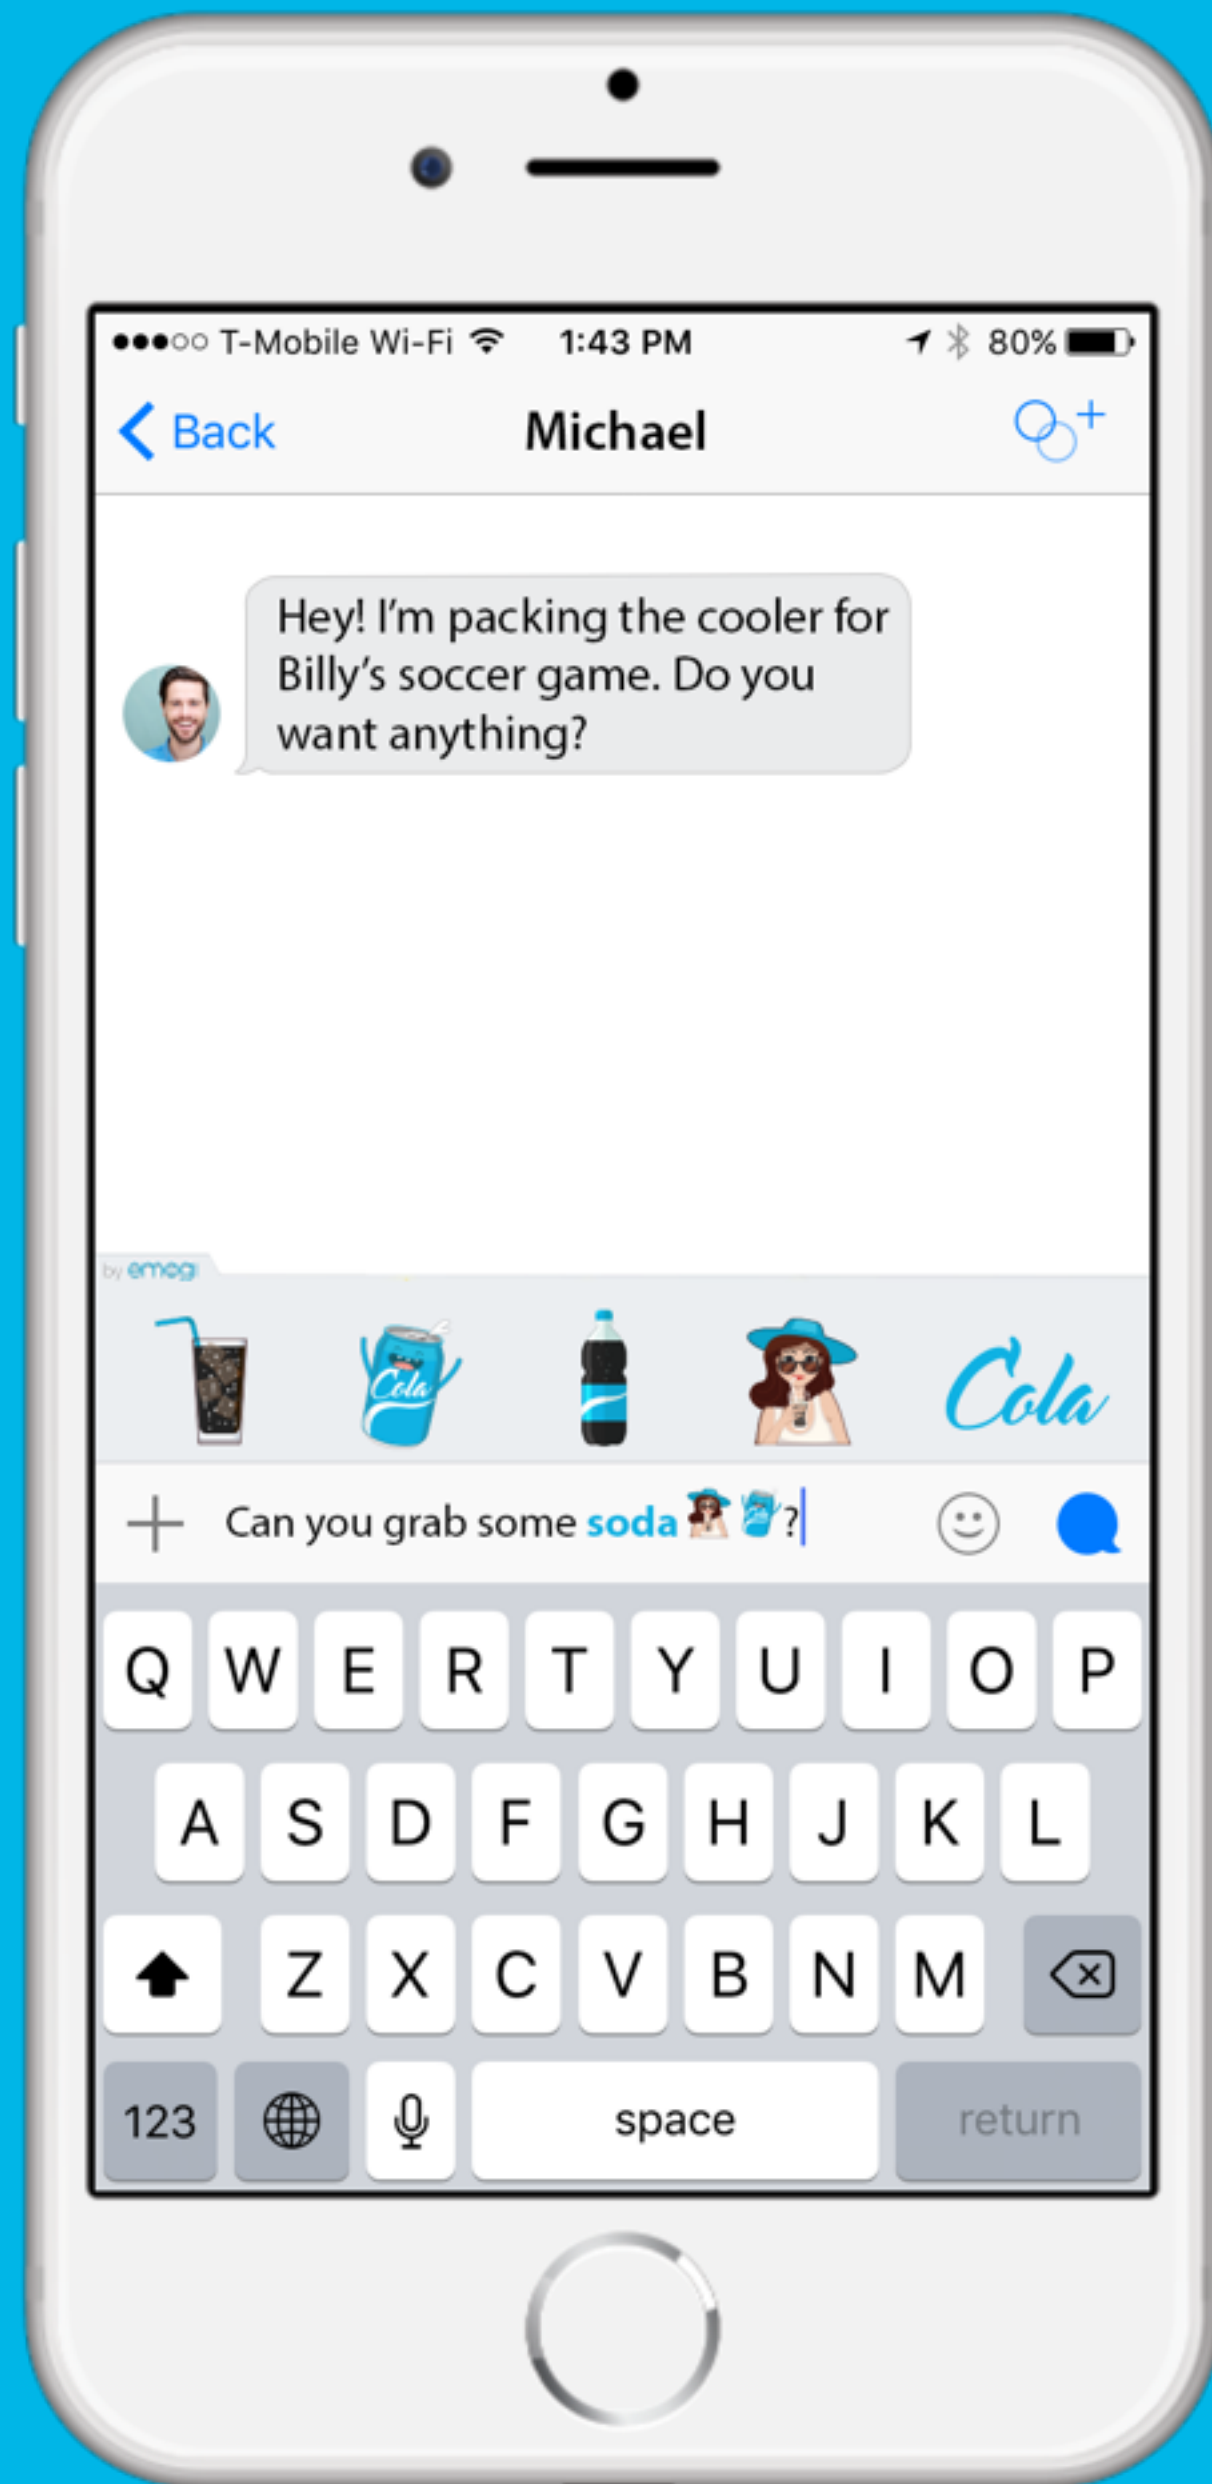 T-Mobile Wi-Fi 1:43 PM 80%
Back Michael
Hey! I'm packing the cooler for
Billy's soccer game. Do you
want anything?
by emogi
Cola Cola
Can you grab some soda ?
Q W E R T Y U I O P
A S D F G H J K L
Z X C V B N M
123 space return